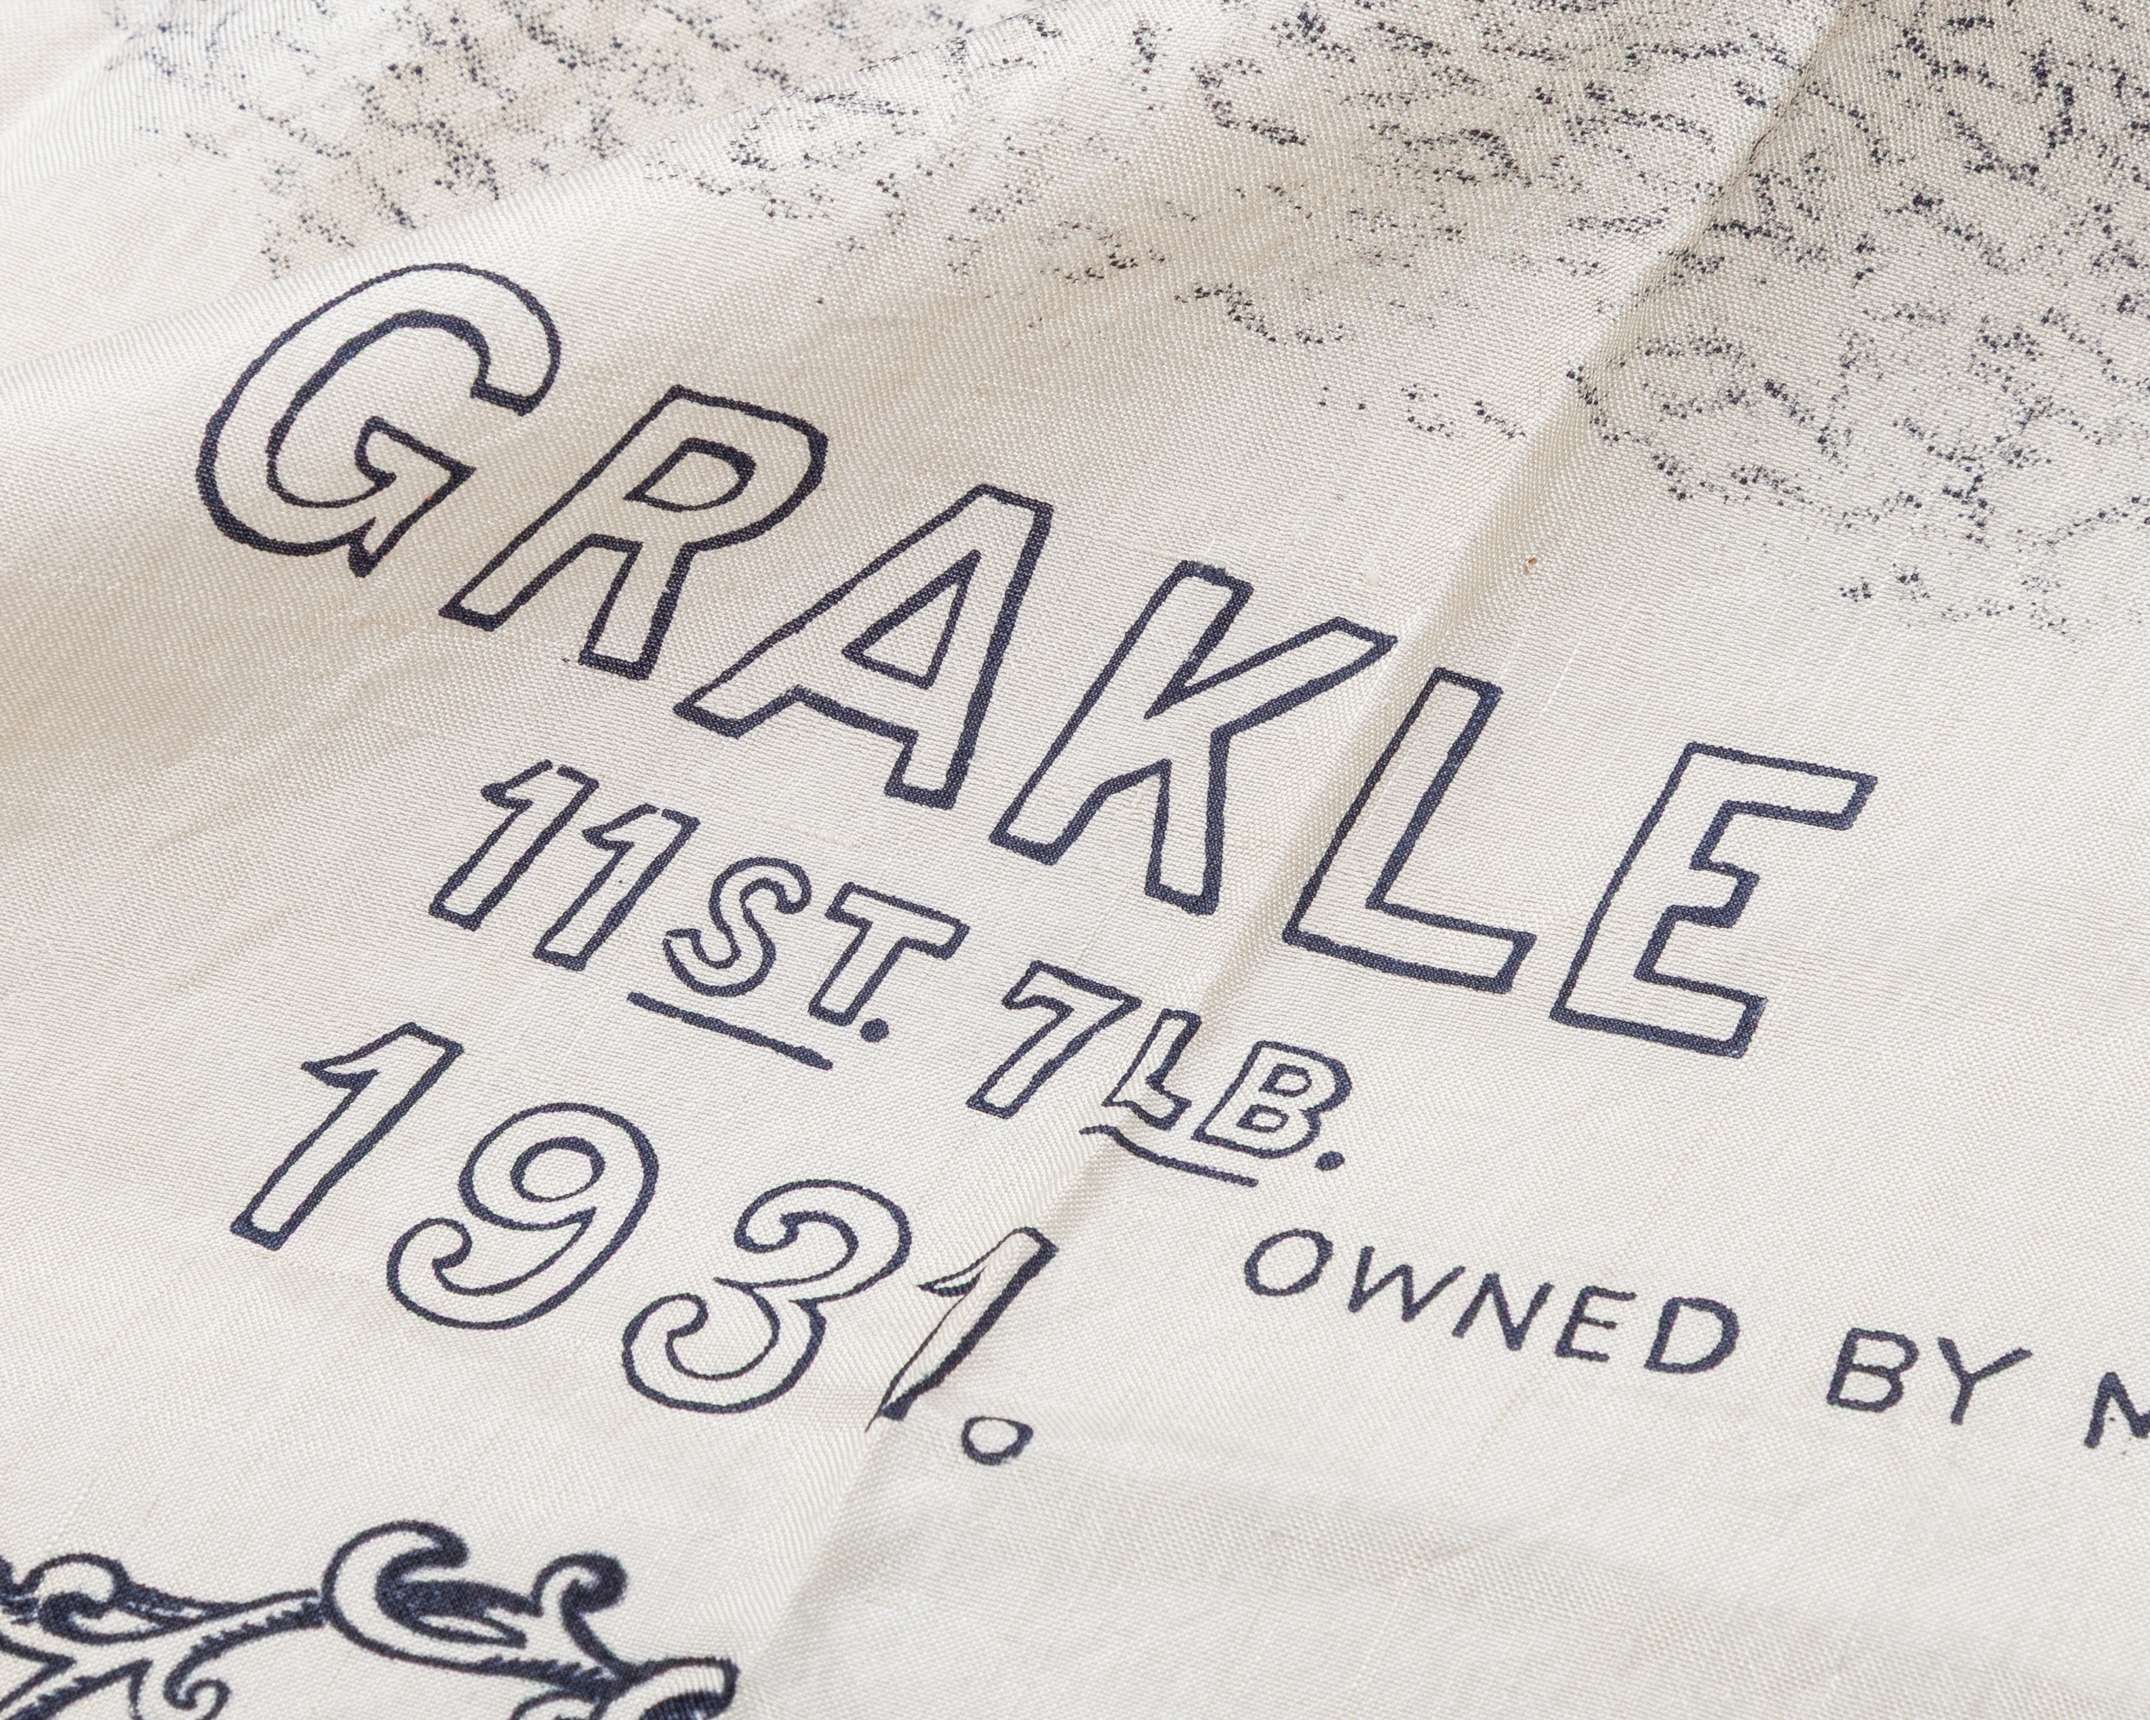 GRAKLE
11ST. 7LB.
1931.
OWNED BY